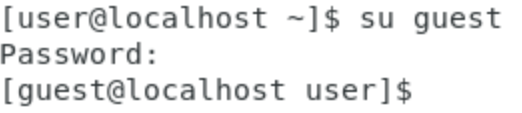 [user@localhost ~]$ su guest
Password:
[guest@localhost user]$